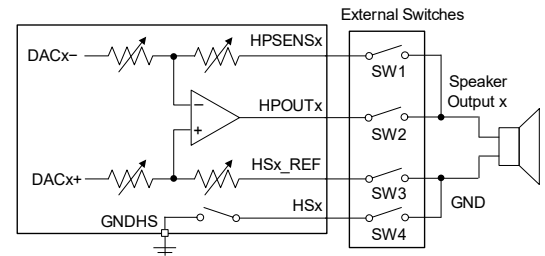 External Switches
DACx−
HPSENSx
SW1
Speaker
Output x
−
HPOUTx
SW2
+
DACx+
HSx_REF
SW3
GND
GNDHS
HSx
SW4